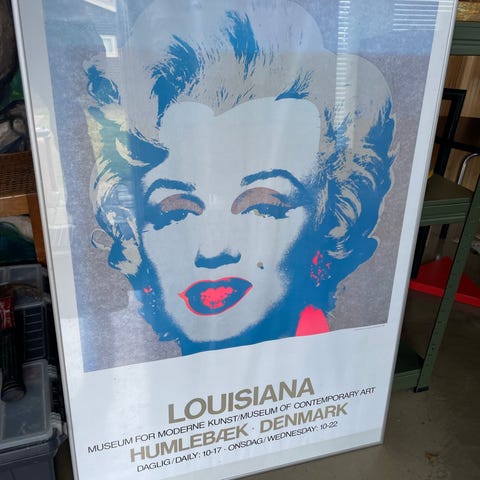 LOUISIANA
MUSEUM FOR MODERNE KUNST/MUSEUM OF CONTEMPORARY ART
HUMLEBÆK · DENMARK
DAGLIG/DAILY: 10-17 - ONSDAG/WEDNESDAY: 10-22